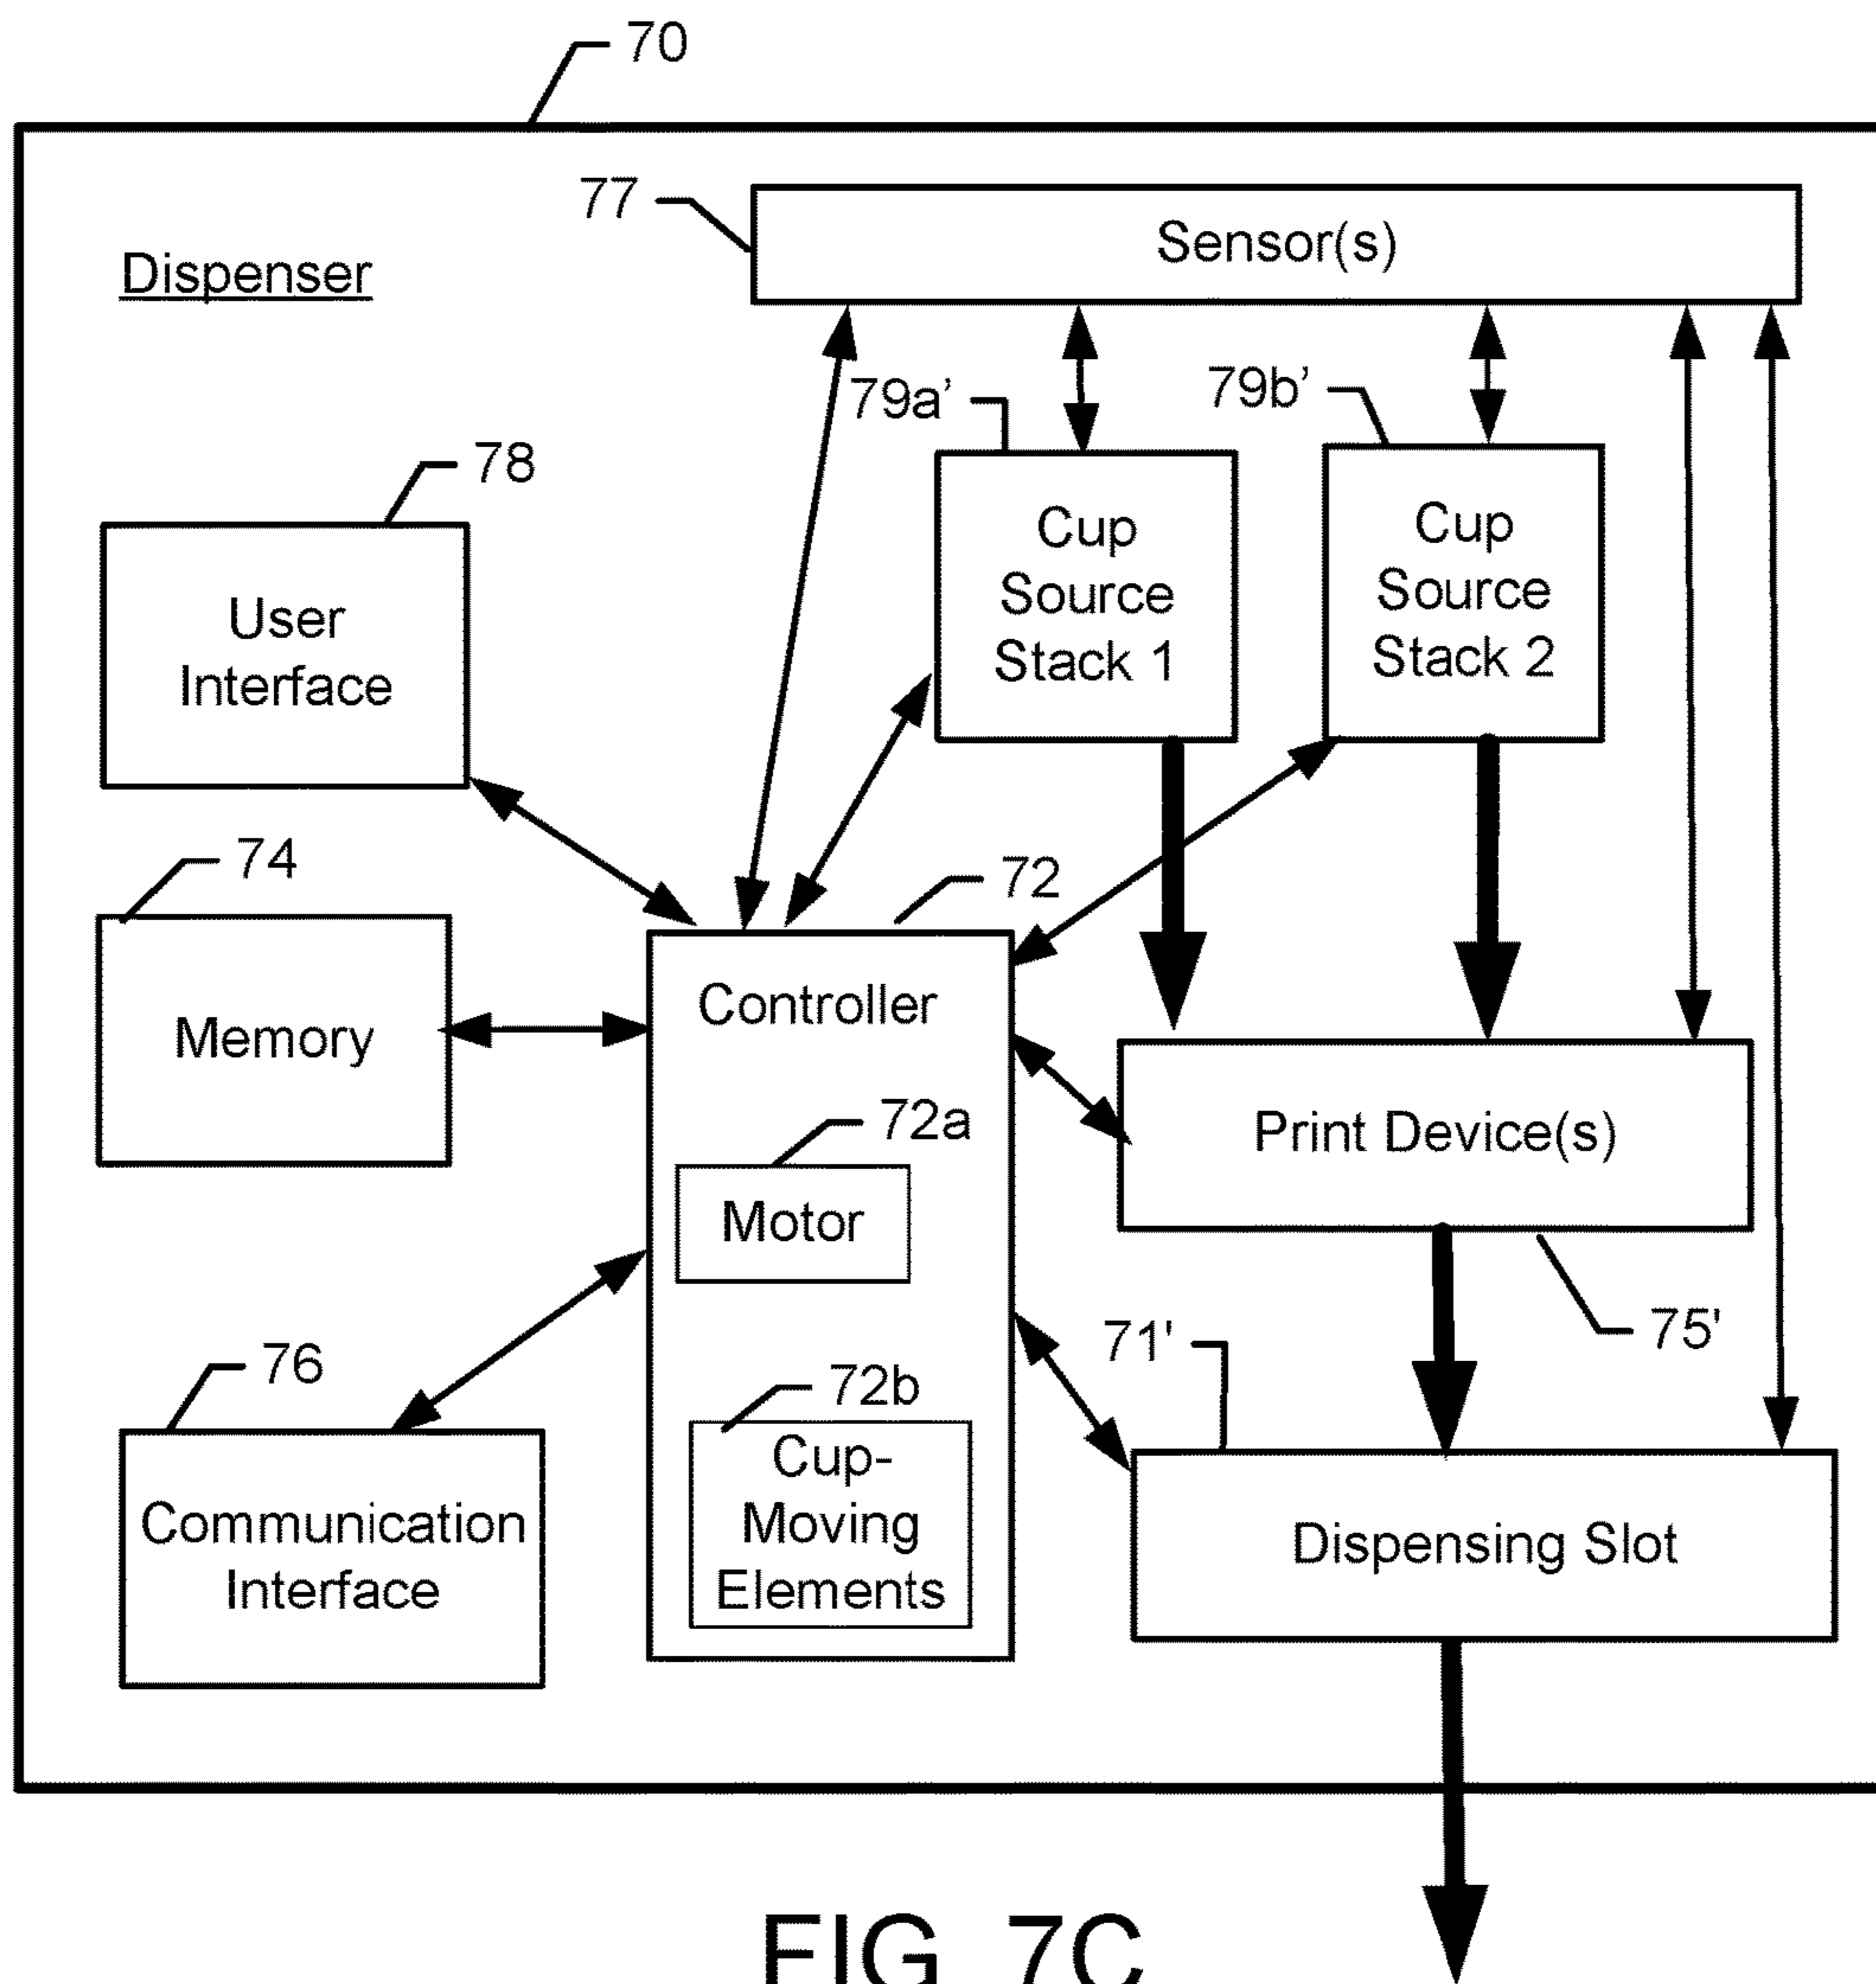 70
77
Sensor(s)
Dispenser
79a’
79b’
78
Cup
Source
Stack 1
Cup
Source
Stack 2
User
Interface
74
72
Memory
Controller
72a
Motor
Print Device(s)
75'
71'
76
72b
Cup-
Moving
Elements
Communication
Interface
Dispensing Slot
FIG. 7C